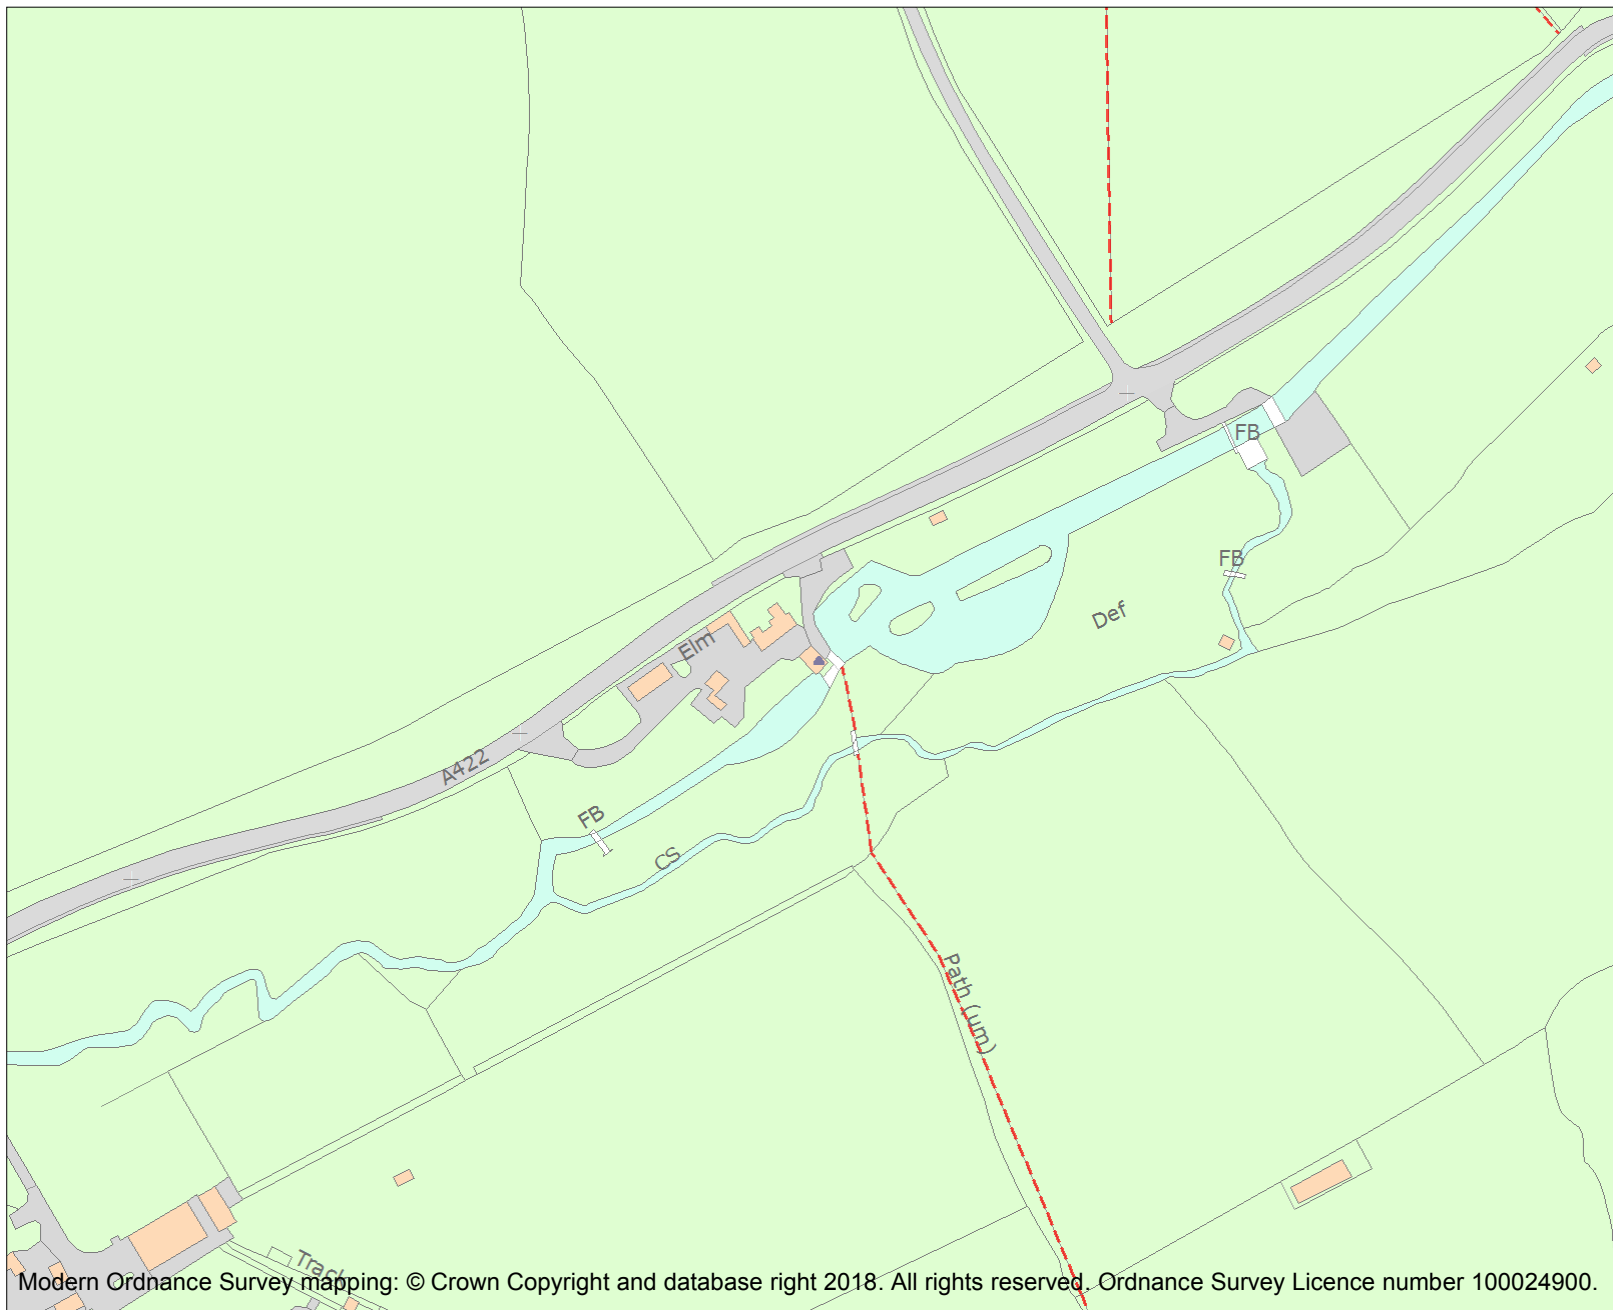 FB
FB
Def
Elm
A422
FB
CS
Path (um)
Track
Modern Ordnance Survey mapping: © Crown Copyright and database right 2018. All rights reserved. Ordnance Survey Licence number 100024900.